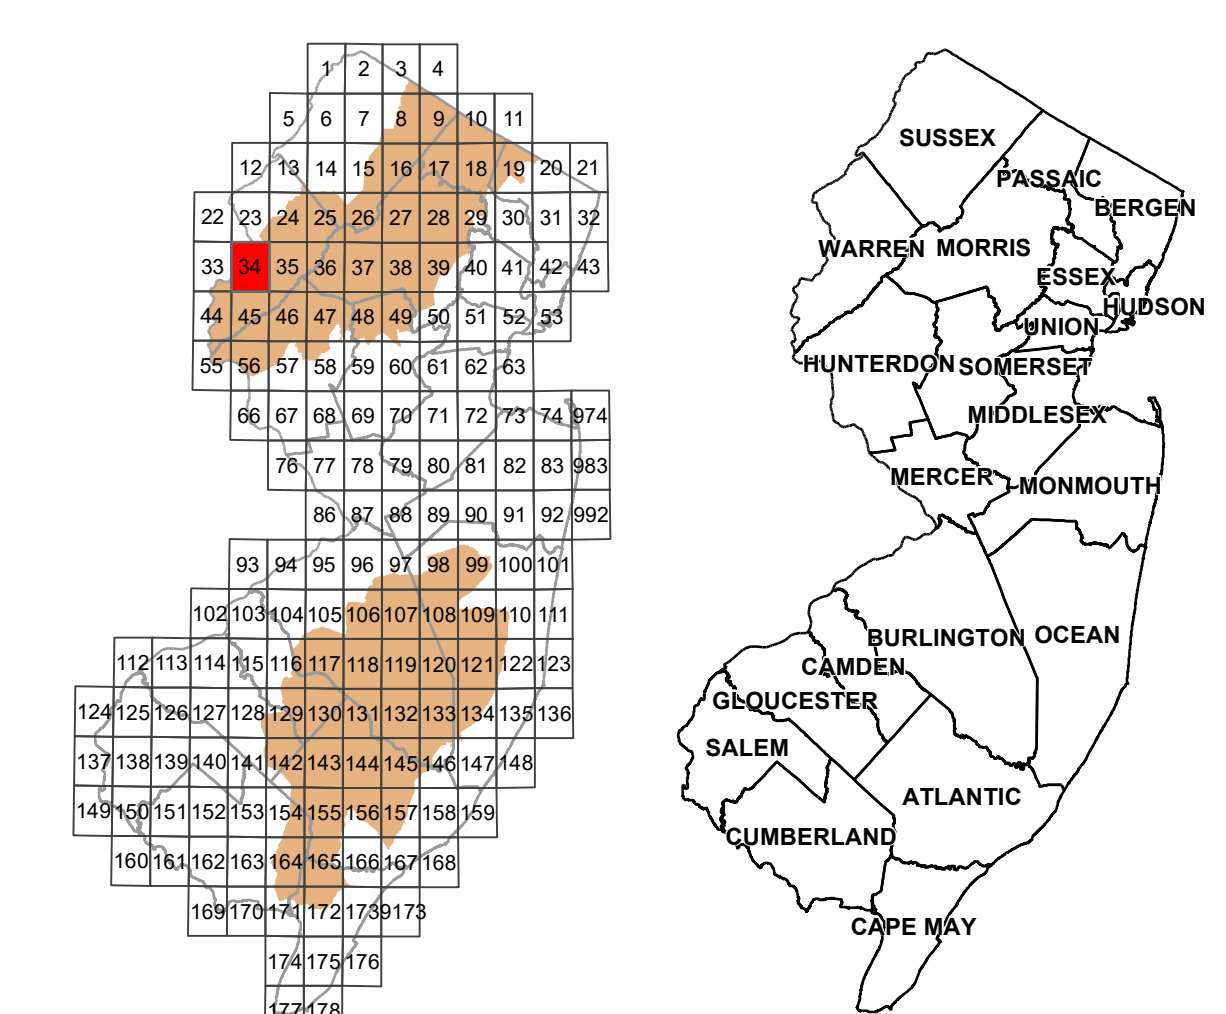 1 2 3 4
5 6 7 8 9 10 11
12 13 14 15 16 17 18 19 20 21
22 23 24 25 26 27 28 29 30 31 32
33 34 35 36 37 38 39 40 41 42 43
44 45 46 47 48 49 50 51 52 53
55 56 57 58 59 60 61 62 63
66 67 68 69 70 71 72 73 74 974
76 77 78 79 80 81 82 83 983
86 87 88 89 90 91 92 992
93 94 95 96 97 98 99 100 101
102 103 104 105 106 107 108 109 110 111
112 113 114 115 116 117 118 119 120 121 122 123
124 125 126 127 128 129 130 131 132 133 134 135 136
137 138 139 140 141 142 143 144 145 146 147 148
149 150 151 152 153 154 155 156 157 158 159
160 161 162 163 164 165 166 167 168
169 170 171 172 173 9173
174 175 176
177 178
SUSSEX
PASSAIC
BERGEN
WARREN MORRIS
ESSEX
HUDSON
UNION
HUNTERDON SOMERSET
MIDDLESEX
MERCER MONMOUTH
BURLINGTON OCEAN
CAMDEN
GLOUCESTER
SALEM
ATLANTIC
CUMBERLAND
CAPE MAY